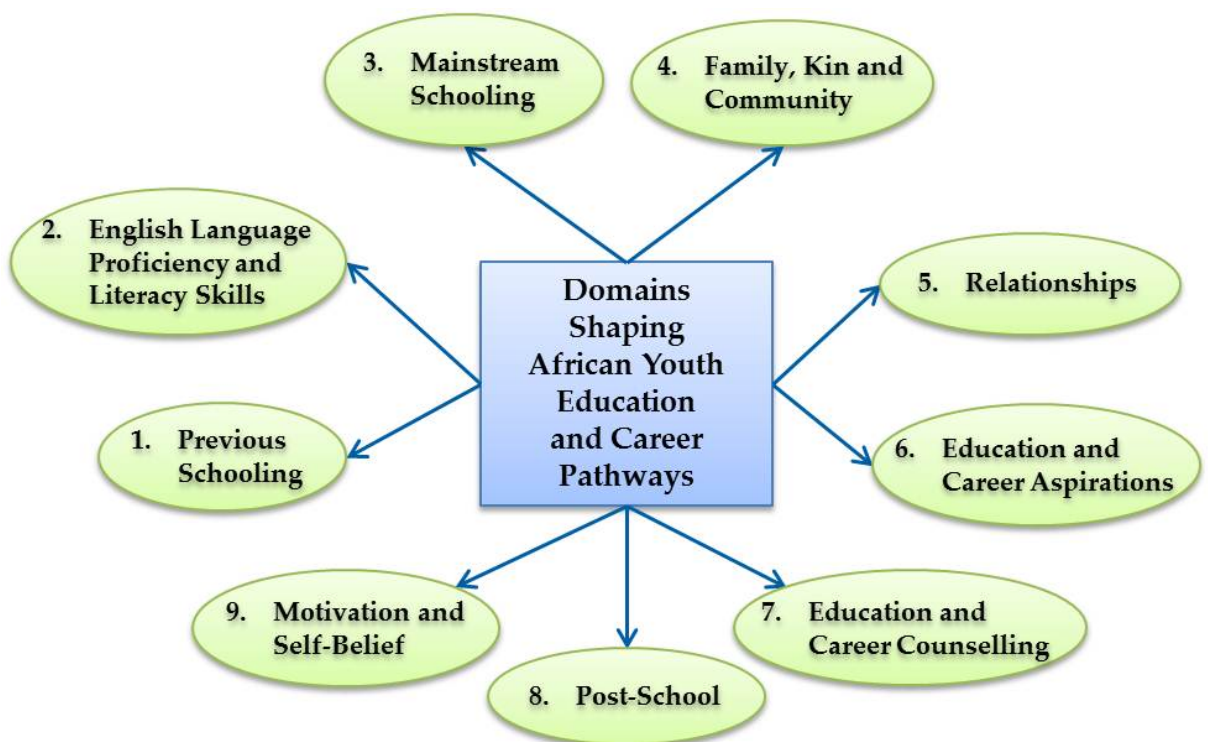 Domains
Shaping
African Youth
Education
and Career
Pathways
1. Previous
Schooling
2. English Language
Proficiency and
Literacy Skills
3. Mainstream
Schooling
4. Family, Kin and
Community
5. Relationships
6. Education and
Career Aspirations
7. Education and
Career Counselling
8. Post-School
9. Motivation and
Self-Belief